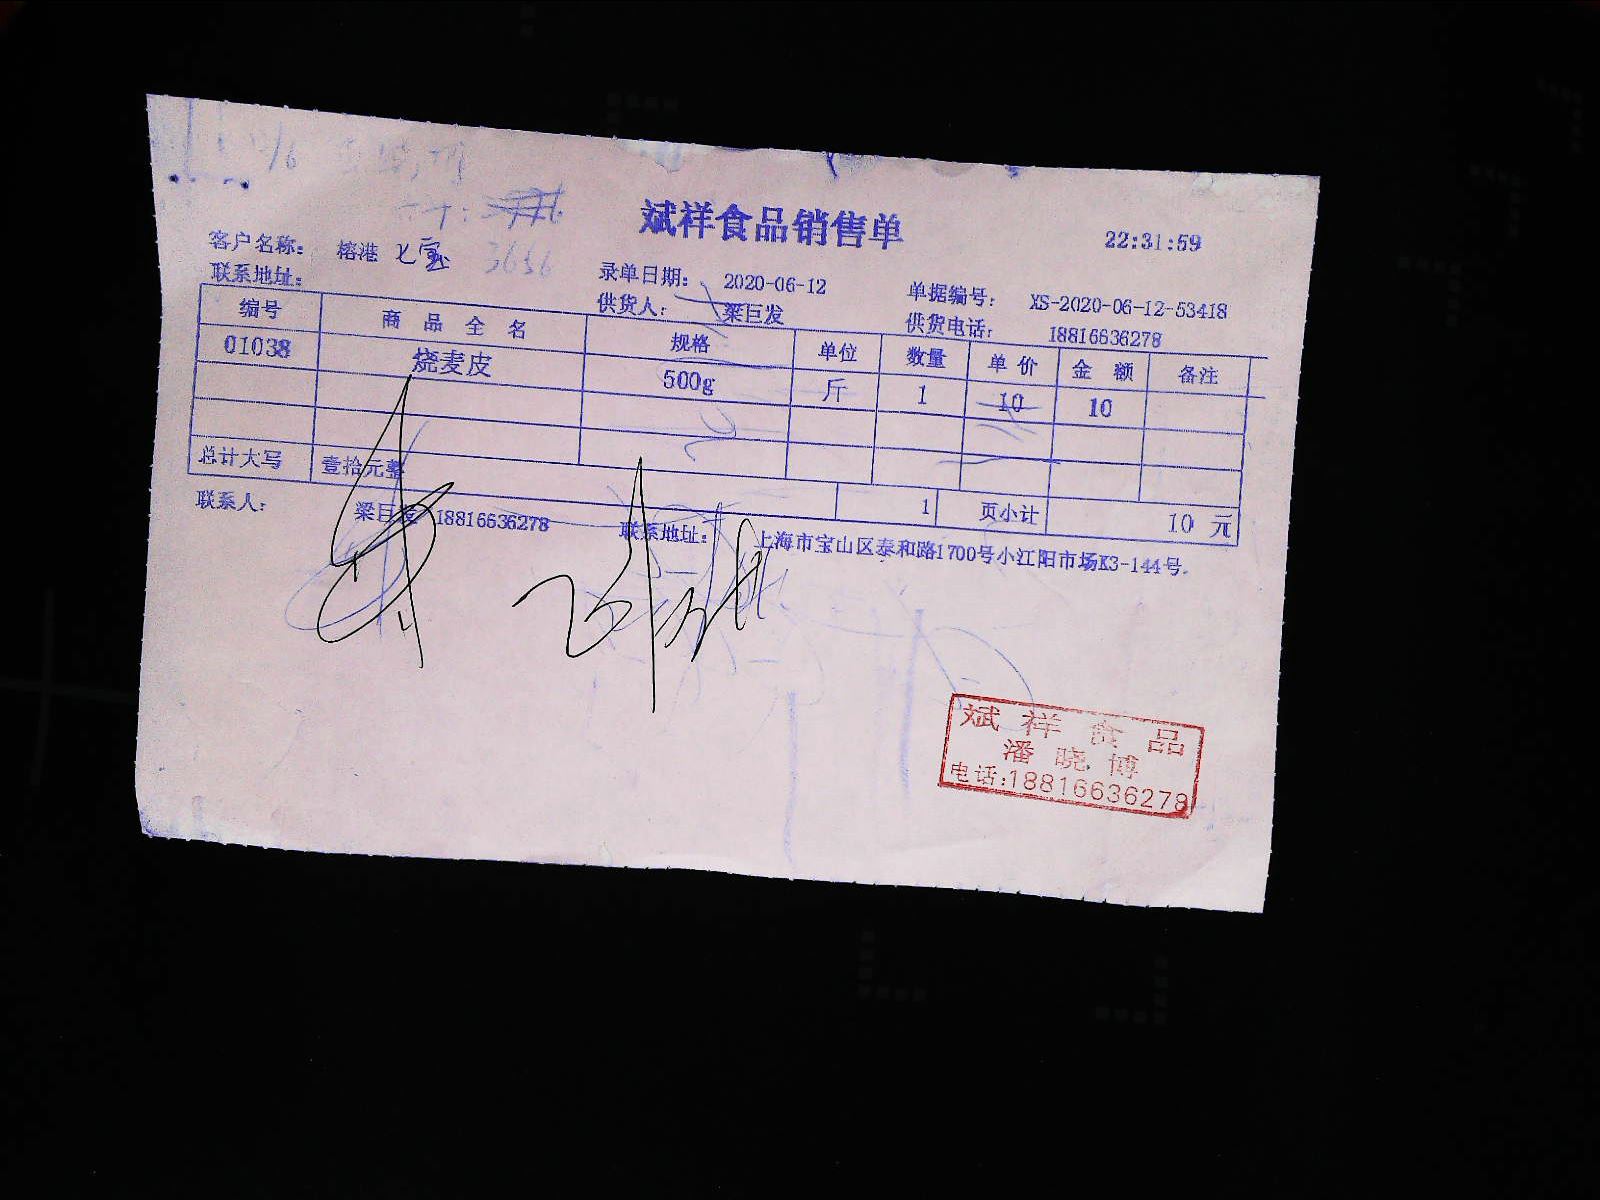 斌祥食品销售单
22:31:59
客户名称: 榕港 七宝 3656 录单日期: 2020-06-12 单据编号: XS-2020-06-12-53418
联系地址: 供货人: 梁巨发 供货电话: 18816636278
编号 商品全名 规格 单位 数量 单价 金额 备注
01038 烧麦皮 500g 斤 1 10 10
总计大写 壹拾元整 1 页小计 10 元
联系人: 梁巨发 18816636278 联系地址: 上海市宝山区泰和路1700号小江阳市场K3-144号.
斌祥食品
潘晓博
电话:18816636278